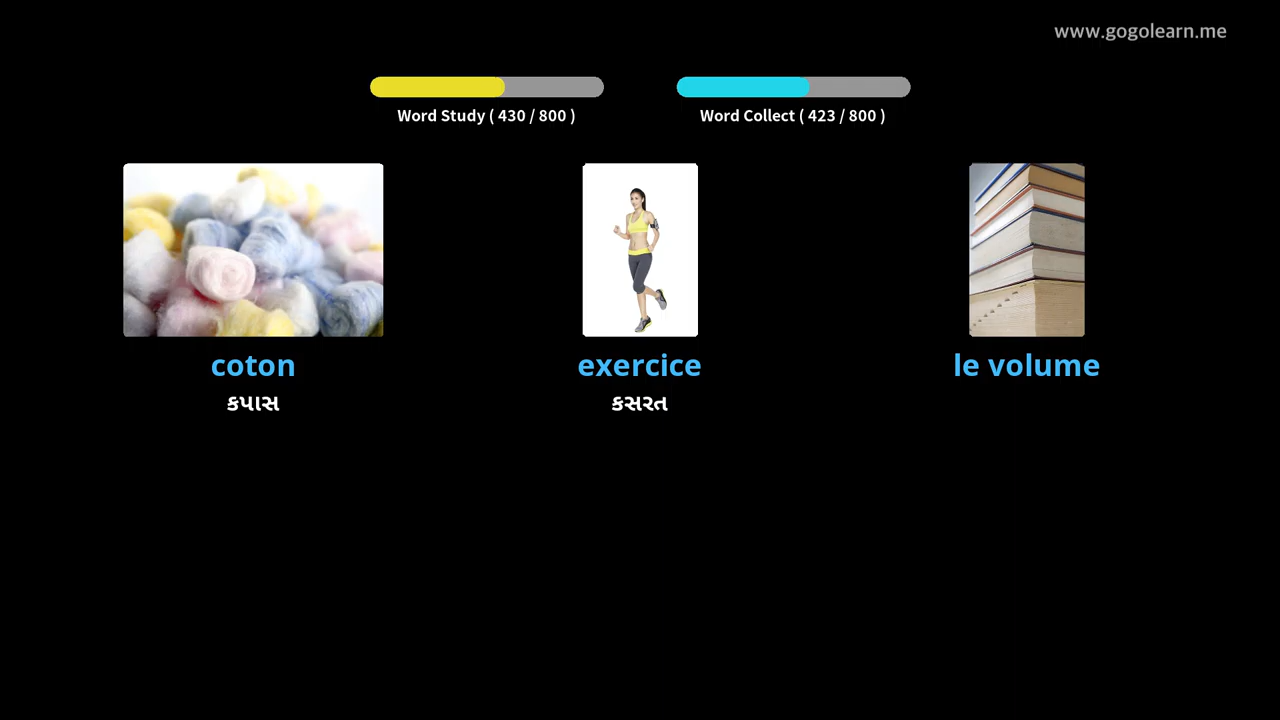 www.gogolearn.me
Word Study ( 430 / 800 )
Word Collect ( 423 / 800 )
coton
exercice
le volume
કપાસ
કસરત